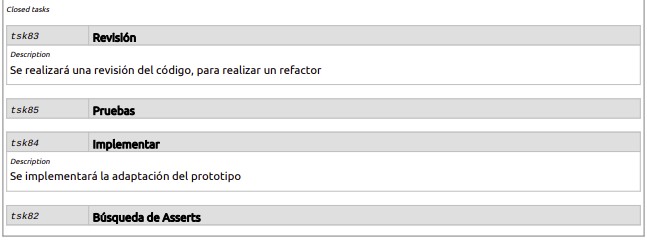 Closed tasks
tsk83 Revisión
Description
Se realizará una revisión del código, para realizar un refactor
tsk85 Pruebas
tsk84 Implementar
Description
Se implementará la adaptación del prototipo
tsk82 Búsqueda de Asserts